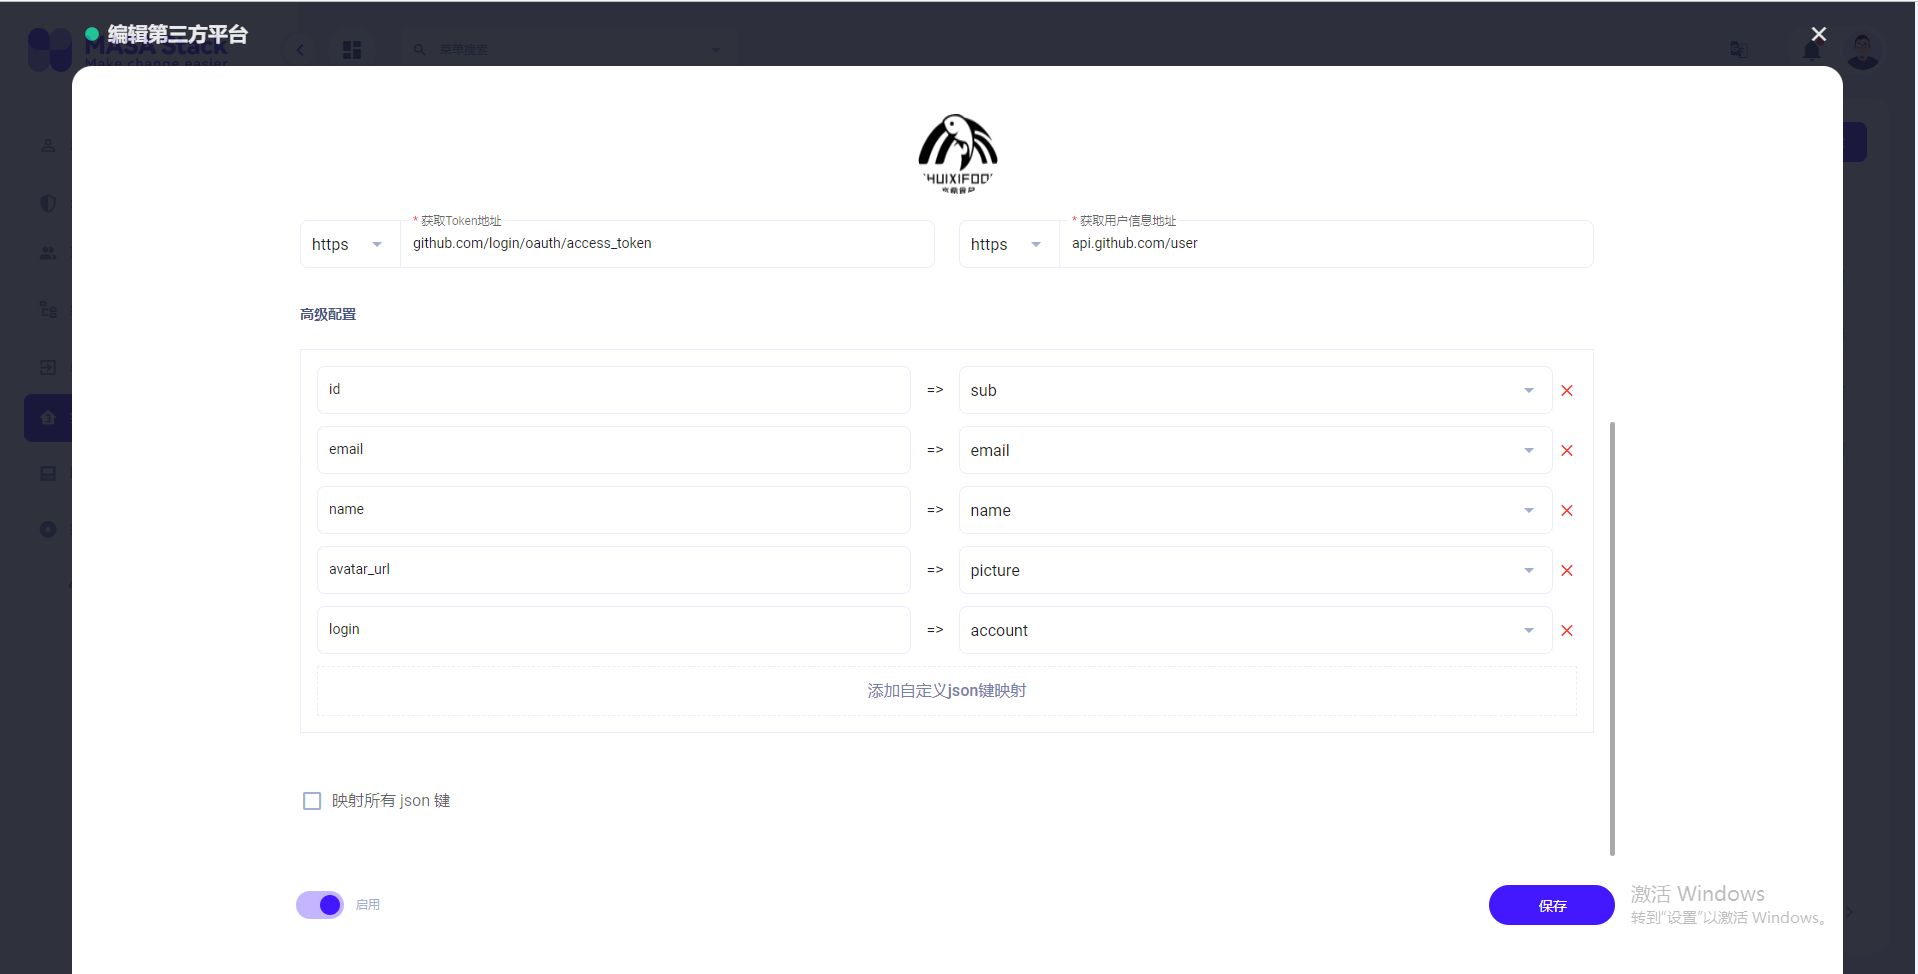 编辑第三方平台
MASA Stack
Make change easier
菜单搜索
HUIXIFOO
* 获取Token地址
https
github.com/login/oauth/access_token
* 获取用户信息地址
https
api.github.com/user
高级配置
id => sub
email => email
name => name
avatar_url => picture
login => account
添加自定义json键映射
映射所有 json 键
启用
保存
激活 Windows
转到“设置”以激活 Windows。